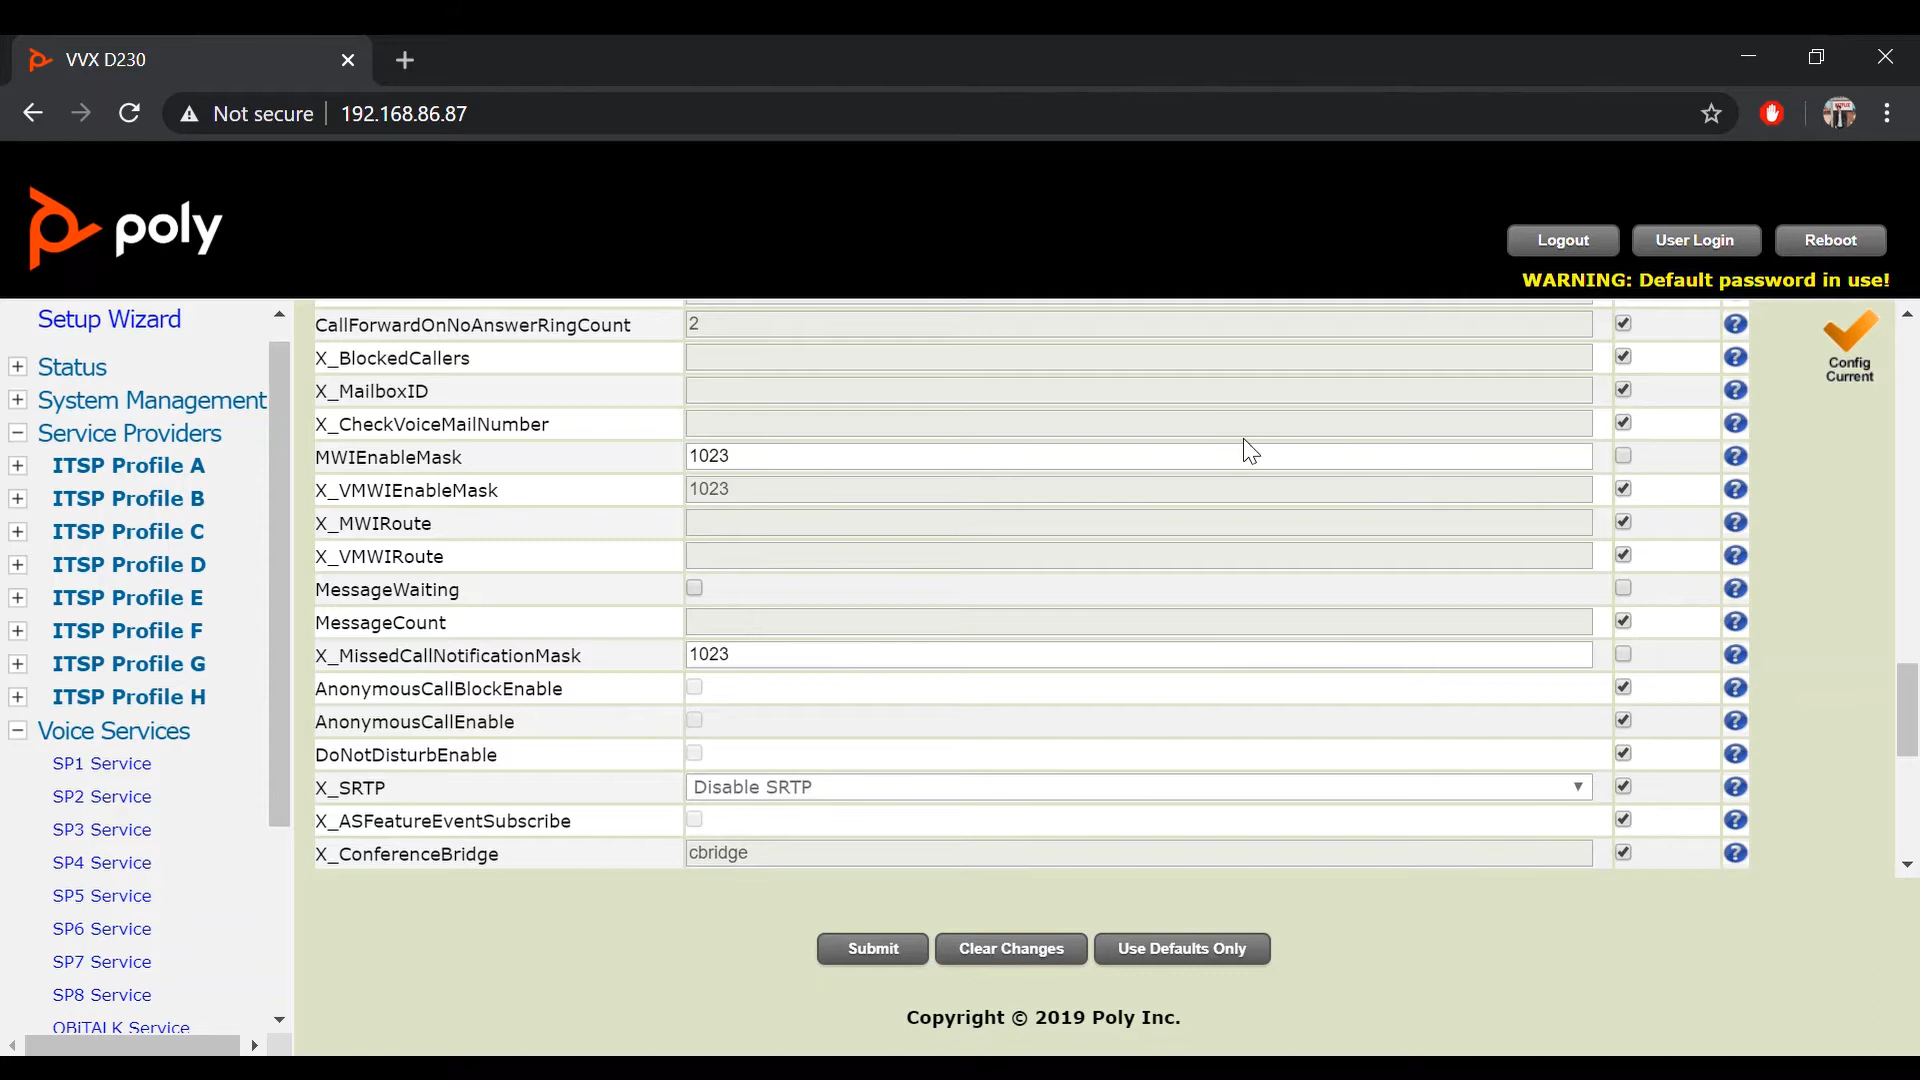 VVX D230
Not secure 192.168.86.87
poly
Logout User Login Reboot
WARNING: Default password in use!
Setup Wizard
Status
System Management
Service Providers
ITSP Profile A
ITSP Profile B
ITSP Profile C
ITSP Profile D
ITSP Profile E
ITSP Profile F
ITSP Profile G
ITSP Profile H
Voice Services
SP1 Service
SP2 Service
SP3 Service
SP4 Service
SP5 Service
SP6 Service
SP7 Service
SP8 Service
OBiTALK Service
CallForwardOnNoAnswerRingCount 2
X_BlockedCallers
X_MailboxID
X_CheckVoiceMailNumber
MWIEnableMask 1023
X_VMWIEnableMask 1023
X_MWIRoute
X_VMWIRoute
MessageWaiting
MessageCount
X_MissedCallNotificationMask 1023
AnonymousCallBlockEnable
AnonymousCallEnable
DoNotDisturbEnable
X_SRTP Disable SRTP
X_ASFeatureEventSubscribe
X_ConferenceBridge cbridge
Config
Current
Submit Clear Changes Use Defaults Only
Copyright © 2019 Poly Inc.